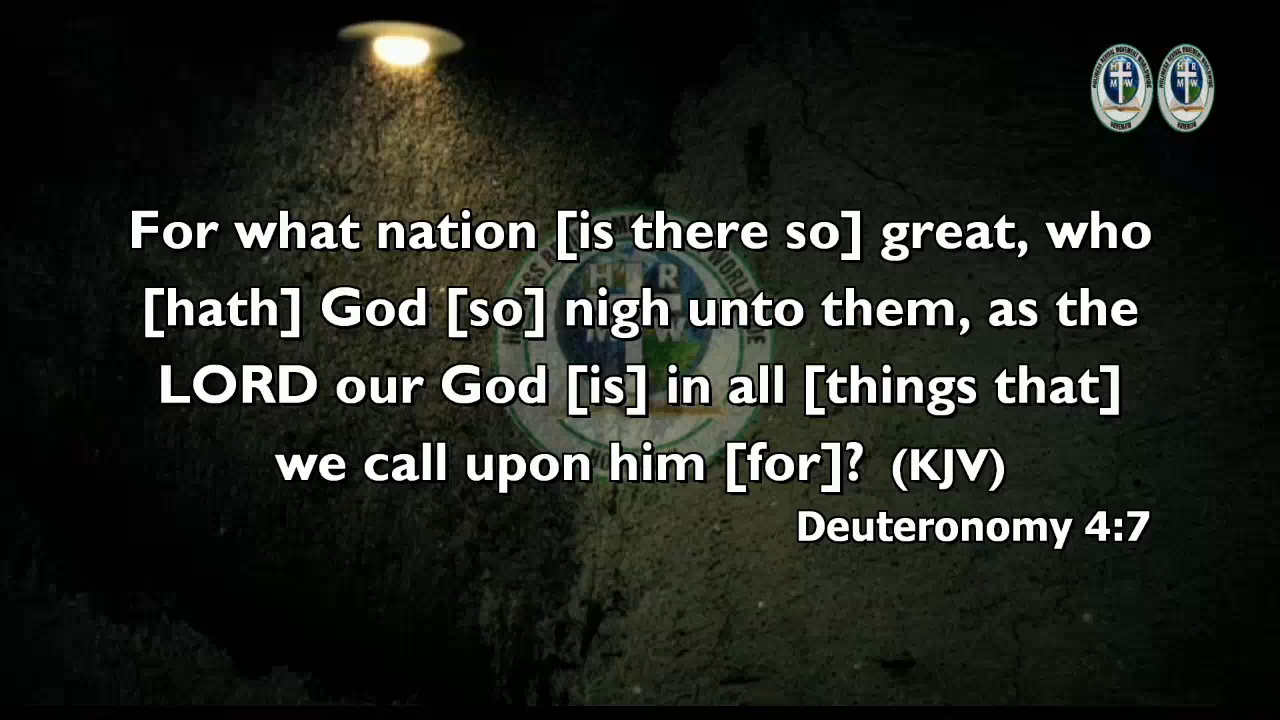 For what nation [is there so] great, who
[hath] God [so] nigh unto them, as the
LORD our God [is] in all [things that]
we call upon him [for]? (KJV)
Deuteronomy 4:7
H R
M W
H R
M W
H R
M W